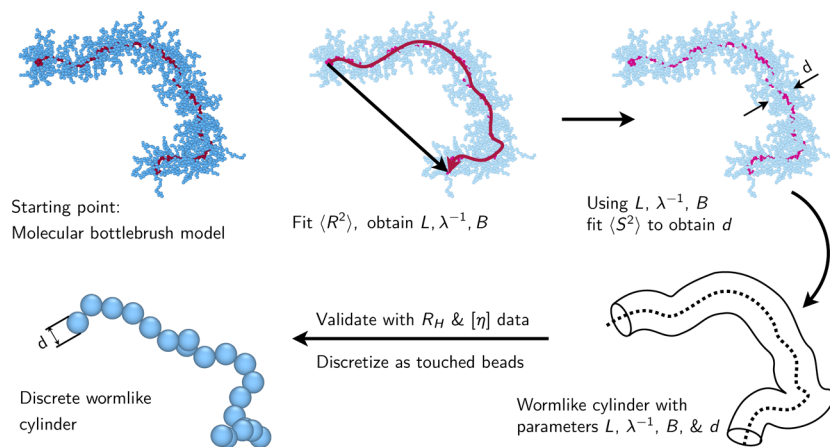 d
Starting point:
Molecular bottlebrush model
Fit ⟨R²⟩, obtain L, λ⁻¹, B
Using L, λ⁻¹, B
fit ⟨S²⟩ to obtain d
d
Discrete wormlike
cylinder
Validate with R_H & [η] data
Discretize as touched beads
Wormlike cylinder with
parameters L, λ⁻¹, B, & d